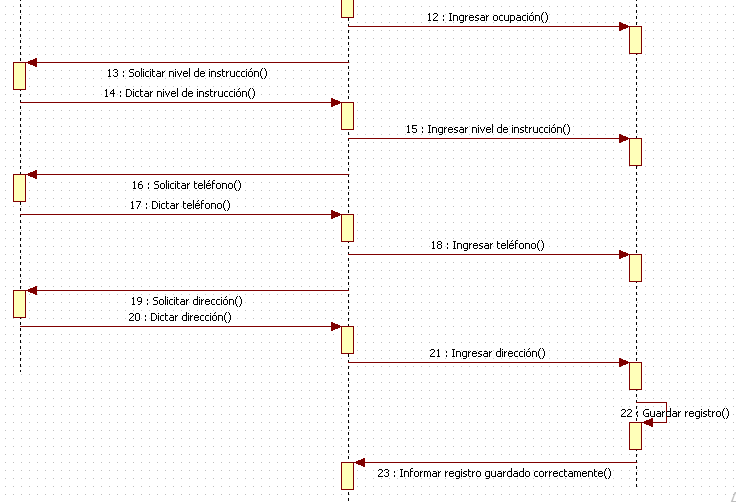 12 : Ingresar ocupación()
13 : Solicitar nivel de instrucción()
14 : Dictar nivel de instrucción()
15 : Ingresar nivel de instrucción()
16 : Solicitar teléfono()
17 : Dictar teléfono()
18 : Ingresar teléfono()
19 : Solicitar dirección()
20 : Dictar dirección()
21 : Ingresar dirección()
22 : Guardar registro()
23 : Informar registro guardado correctamente()